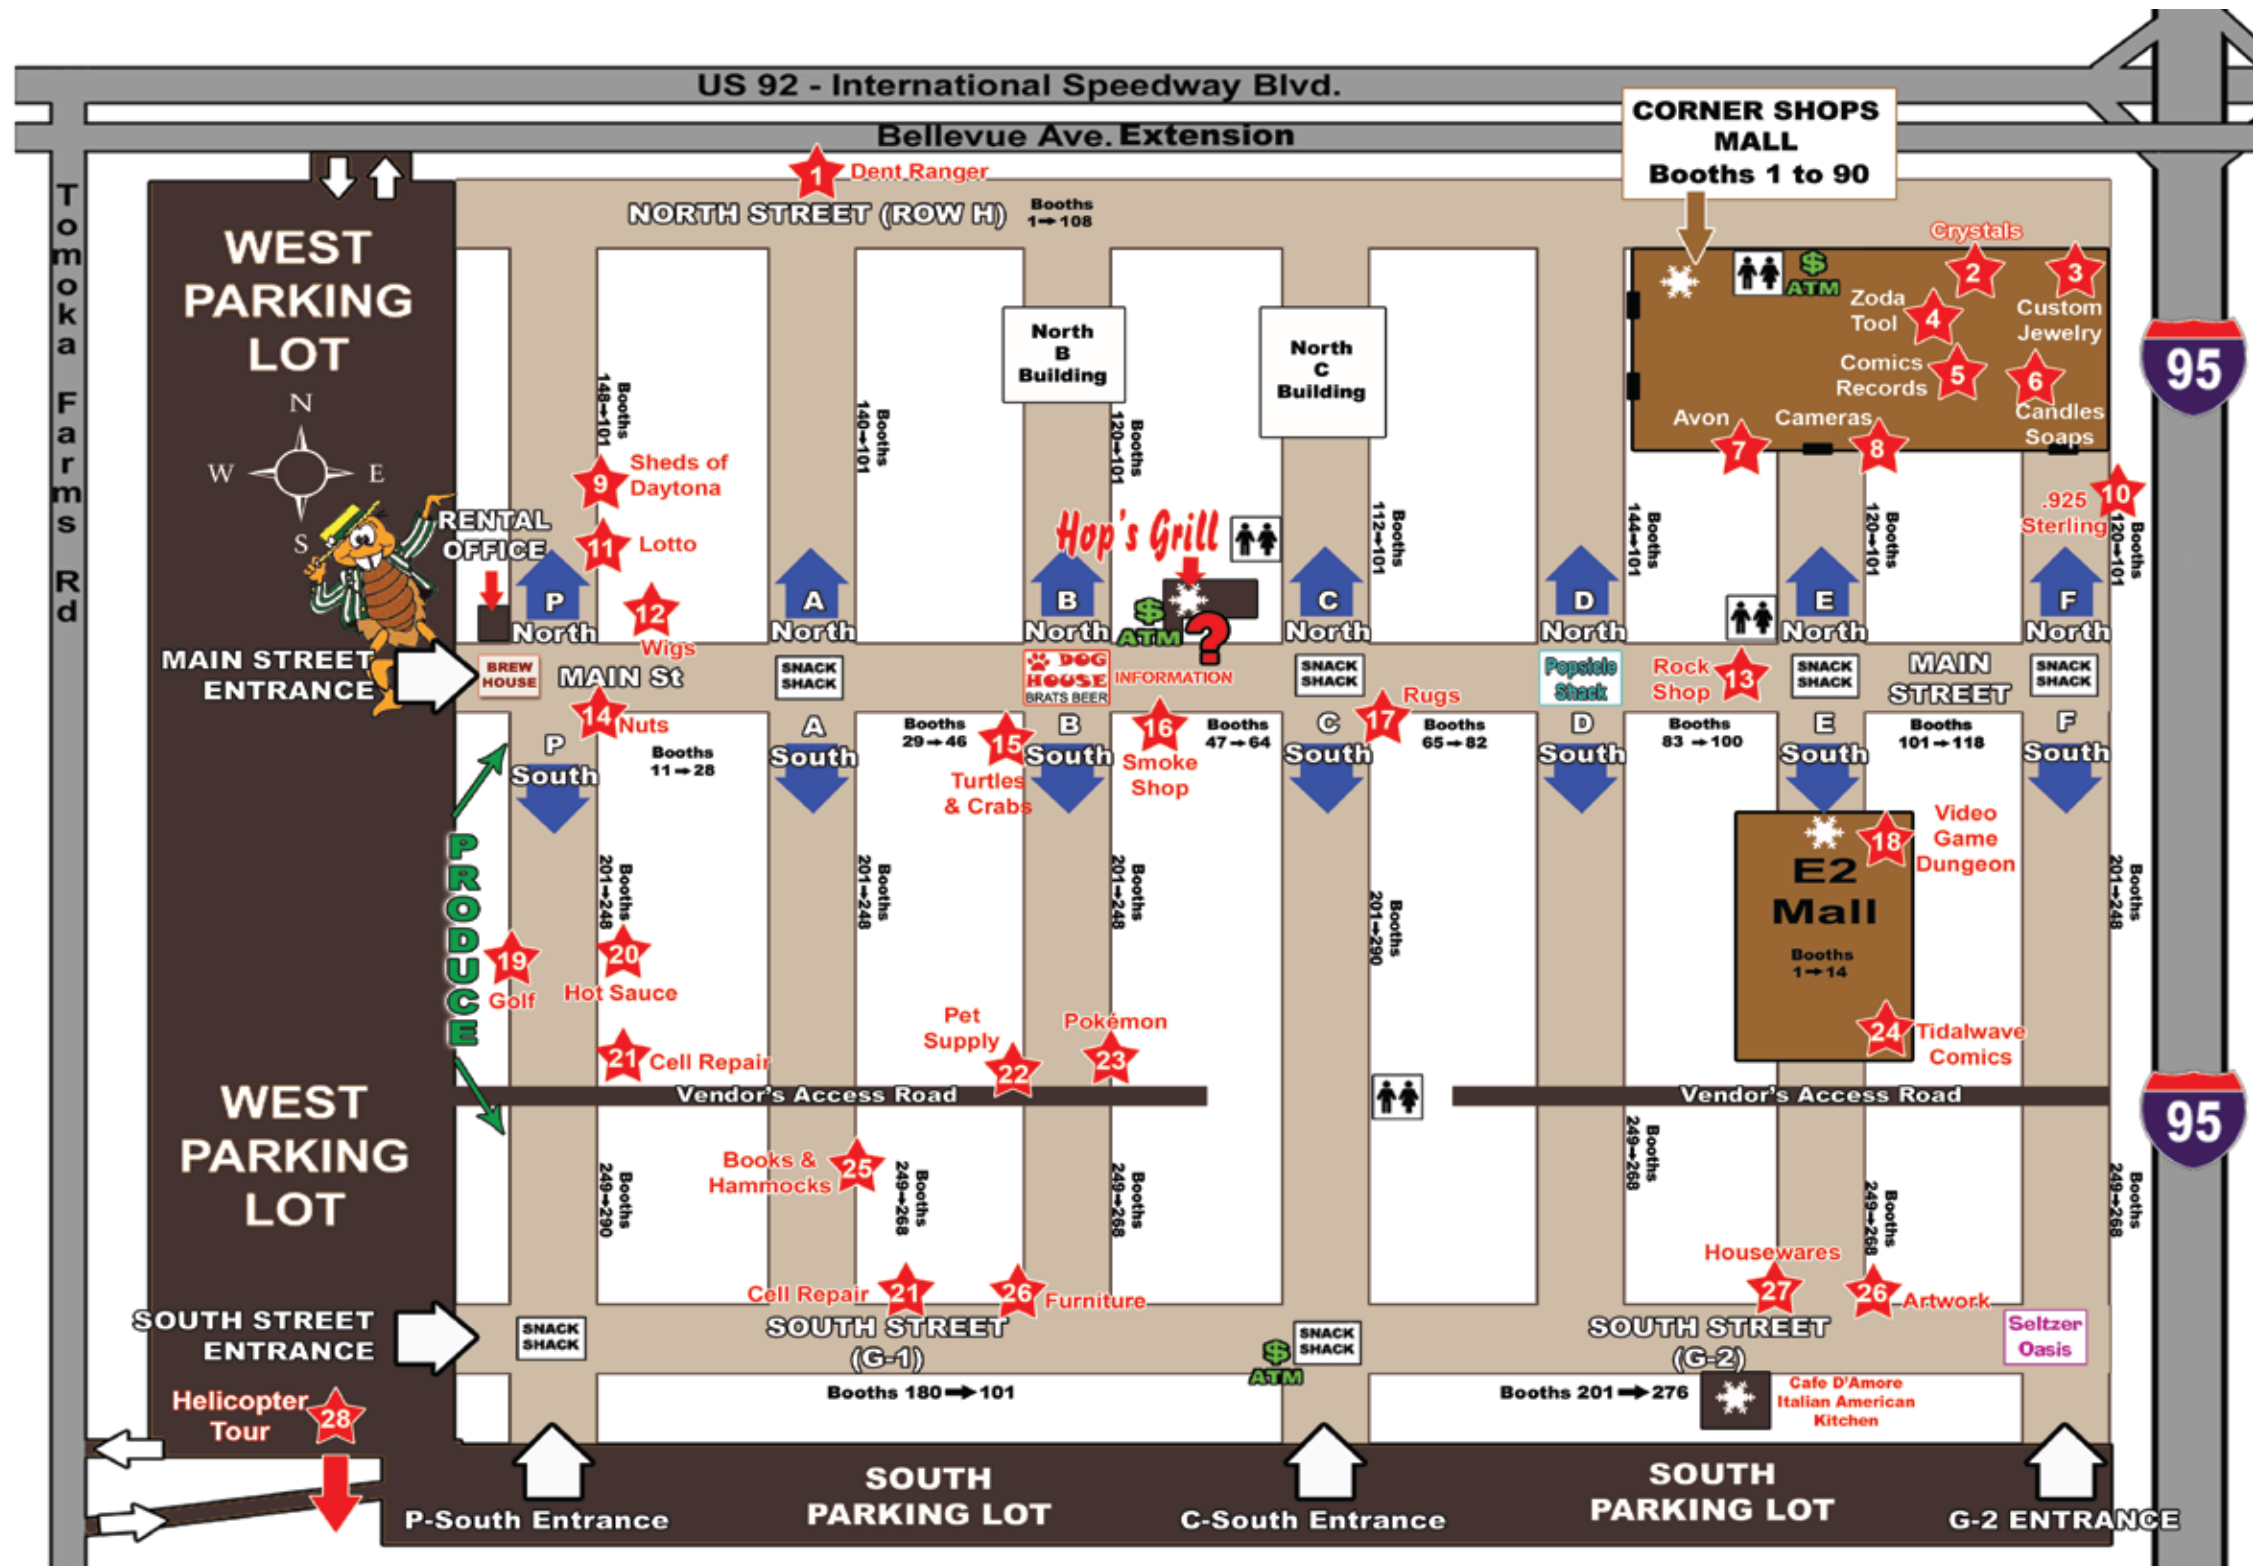 US 92 - International Speedway Blvd.
Bellevue Ave. Extension
Tomoka Farms Rd
CORNER SHOPS
MALL
Booths 1 to 90
1 Dent Ranger
NORTH STREET (ROW H)
Booths
1→108
WEST
PARKING
LOT
N
W
E
S
Crystals
2
3
Custom
Jewelry
$
ATM
Zoda
Tool
4
Comics
Records
5
6
Candles
Soaps
Avon
7
Cameras
8
95
North
B
Building
North
C
Building
Booths
148→101
Booths
140→101
Booths
120→101
Booths
112→101
Booths
144→101
Booths
120→101
Booths
120→101
9
Sheds of
Daytona
11
Lotto
12
Wigs
.925
Sterling
10
RENTAL
OFFICE
Hop's Grill
$
ATM
?
P
North
A
North
B
North
C
North
D
North
E
North
F
North
MAIN STREET
ENTRANCE
BREW
HOUSE
MAIN St
SNACK
SHACK
DOG
HOUSE
BRATS BEER
INFORMATION
SNACK
SHACK
Popsicle
Shack
Rock
Shop
13
SNACK
SHACK
MAIN
STREET
SNACK
SHACK
14
Nuts
15
Turtles
& Crabs
16
Smoke
Shop
17
Rugs
Booths
11→28
Booths
29→46
Booths
47→64
Booths
65→82
Booths
83→100
Booths
101→118
P
South
A
South
B
South
C
South
D
South
E
South
F
South
PRODUCE
Booths
201→248
Booths
201→248
Booths
201→248
Booths
201→290
Booths
201→248
18
Video
Game
Dungeon
E2
Mall
Booths
1→14
24
Tidalwave
Comics
19
Golf
20
Hot Sauce
21
Cell Repair
Pet
Supply
22
Pokémon
23
Vendor's Access Road
Vendor's Access Road
95
WEST
PARKING
LOT
Books &
Hammocks
25
Booths
249→290
Booths
249→268
Booths
249→268
Booths
249→268
Booths
249→268
Booths
249→268
Cell Repair
21
26
Furniture
Housewares
27
26
Artwork
SOUTH STREET
ENTRANCE
SNACK
SHACK
SOUTH STREET
(G-1)
$
ATM
SNACK
SHACK
SOUTH STREET
(G-2)
Seltzer
Oasis
Booths 180→101
Booths 201→276
Cafe D'Amore
Italian American
Kitchen
Helicopter
Tour
28
SOUTH
PARKING LOT
SOUTH
PARKING LOT
P-South Entrance
C-South Entrance
G-2 ENTRANCE